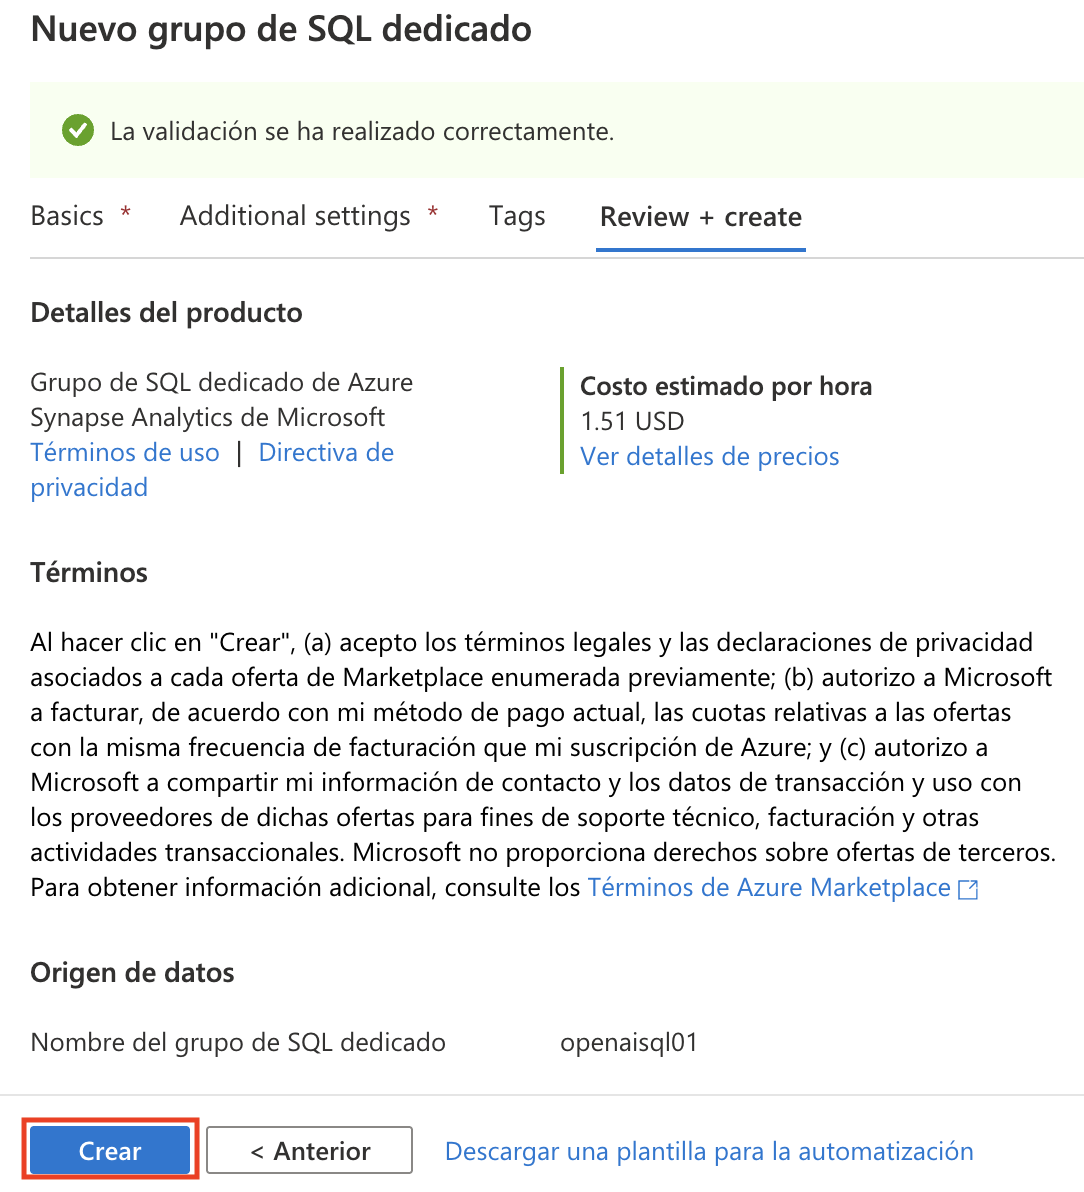 Nuevo grupo de SQL dedicado
La validación se ha realizado correctamente.
Basics * Additional settings * Tags Review + create
Detalles del producto
Grupo de SQL dedicado de Azure
Synapse Analytics de Microsoft
Términos de uso | Directiva de
privacidad
Costo estimado por hora
1.51 USD
Ver detalles de precios
Términos
Al hacer clic en "Crear", (a) acepto los términos legales y las declaraciones de privacidad
asociados a cada oferta de Marketplace enumerada previamente; (b) autorizo a Microsoft
a facturar, de acuerdo con mi método de pago actual, las cuotas relativas a las ofertas
con la misma frecuencia de facturación que mi suscripción de Azure; y (c) autorizo a
Microsoft a compartir mi información de contacto y los datos de transacción y uso con
los proveedores de dichas ofertas para fines de soporte técnico, facturación y otras
actividades transaccionales. Microsoft no proporciona derechos sobre ofertas de terceros.
Para obtener información adicional, consulte los Términos de Azure Marketplace
Origen de datos
Nombre del grupo de SQL dedicado openaisql01
Crear < Anterior Descargar una plantilla para la automatización